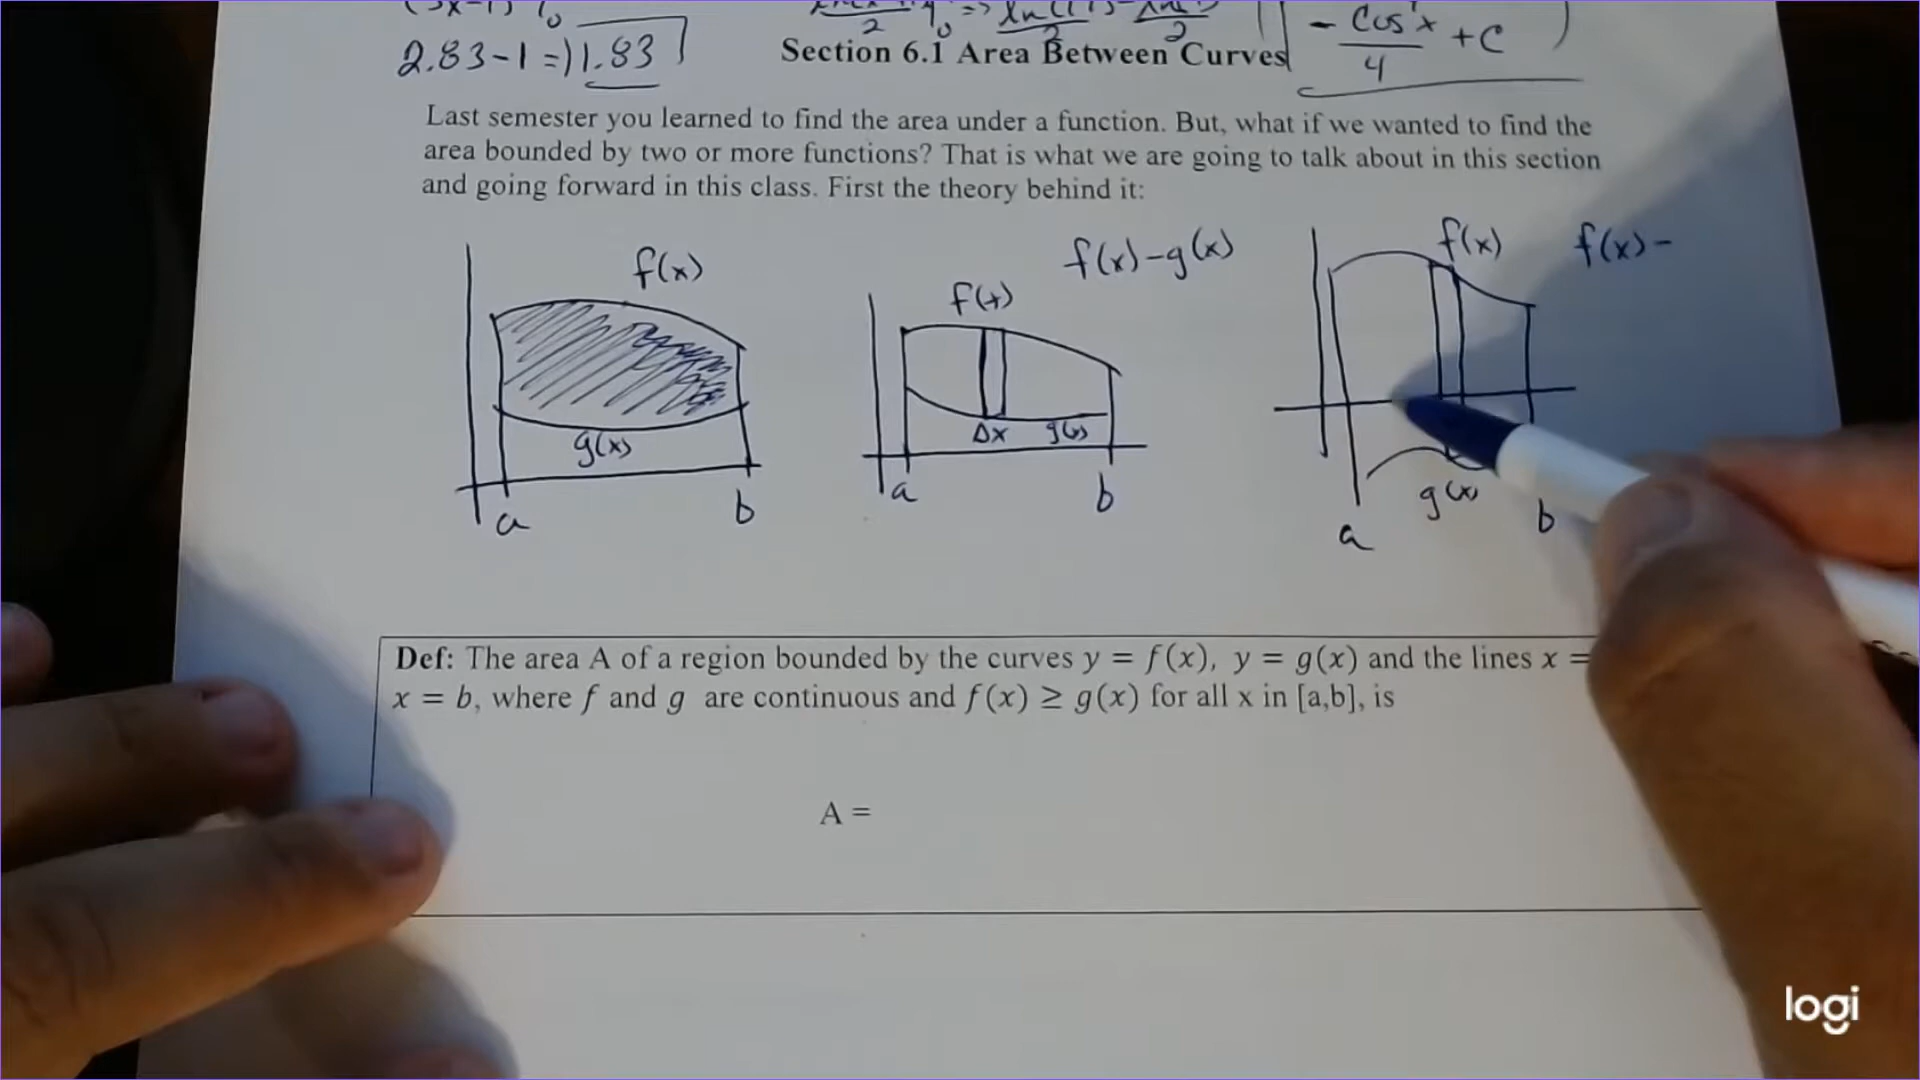 2.83-1 =) 1.83
Section 6.1 Area Between Curves
- Cos⁴x / 4 + C
Last semester you learned to find the area under a function. But, what if we wanted to find the
area bounded by two or more functions? That is what we are going to talk about in this section
and going forward in this class. First the theory behind it:
f(x)
g(x)
a
b
f(x)-g(x)
f(x)
Δx
g(x)
a
b
f(x)
f(x)-
g(x)
a
b
Def: The area A of a region bounded by the curves y = f(x), y = g(x) and the lines x =
x = b, where f and g are continuous and f(x) ≥ g(x) for all x in [a,b], is
A =
logi